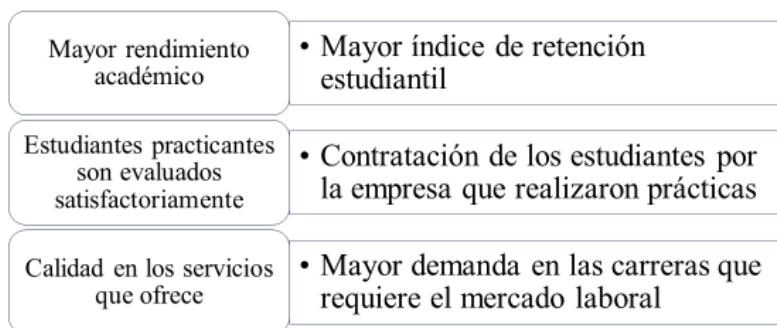 Mayor rendimiento
académico
• Mayor índice de retención
estudiantil
Estudiantes practicantes
son evaluados
satisfactoriamente
• Contratación de los estudiantes por
la empresa que realizaron prácticas
Calidad en los servicios
que ofrece
• Mayor demanda en las carreras que
requiere el mercado laboral